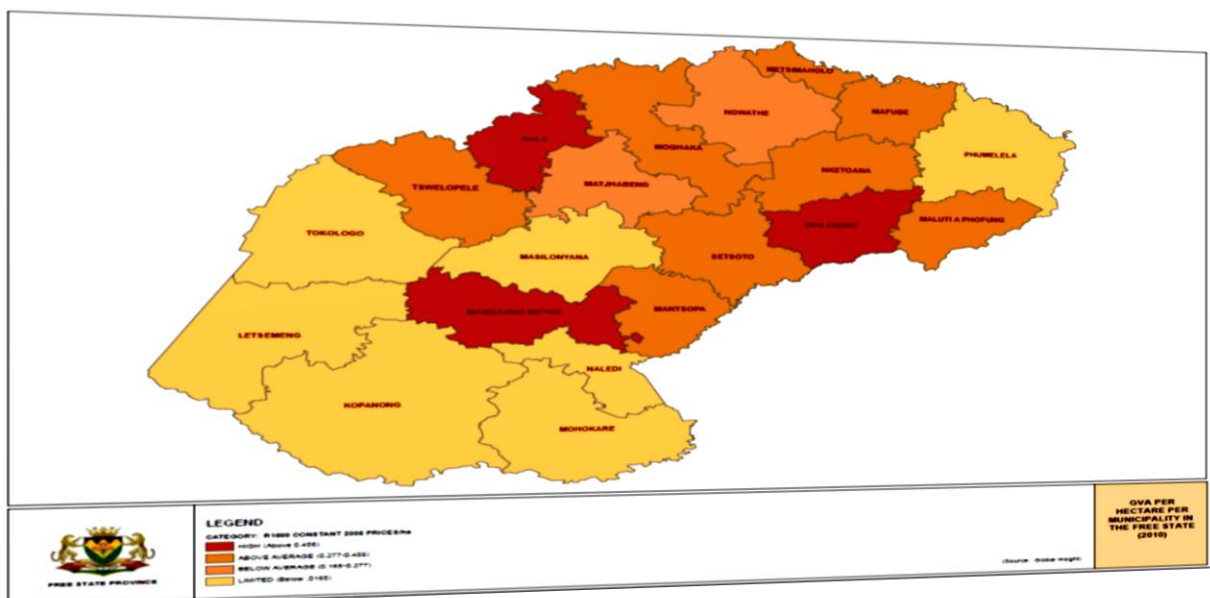 METSIMAHOLO
NGWATHE
MAFUBE
NALA
MOQHAKA
PHUMELELA
NKETOANA
MATJHABENG
TSWELOPELE
MALUTI A PHOFUNG
DIHLABENG
TOKOLOGO
MASILONYANA
SETSOTO
MANTSOPA
MANGAUNG METRO
LETSEMENG
NALEDI
KOPANONG
MOHOKARE
LEGEND
CATEGORY: R1000 CONSTANT 2005 PRICES/ha
HIGH (Above 0.456)
ABOVE AVERAGE (0.277-0.456)
BELOW AVERAGE (0.165-0.277)
LIMITED (Below .0165)
FREE STATE PROVINCE
(Source: Global Insight)
GVA PER
HECTARE PER
MUNICIPALITY IN
THE FREE STATE
(2010)